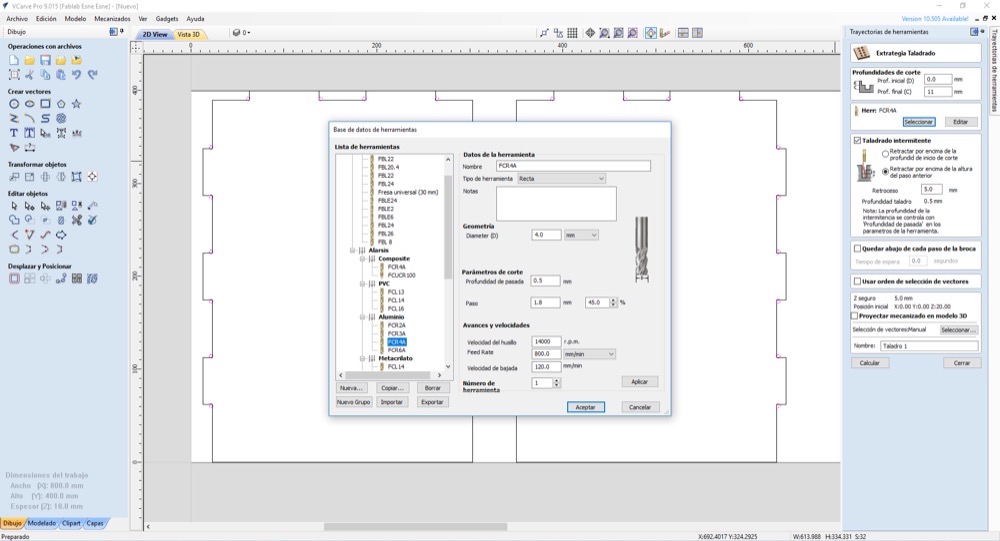 VCarve Pro 9.015 {Fablab Esne Esne} - [Nuevo]
Archivo Edición Modelo Mecanizados Ver Gadgets Ayuda
Version 10.505 Available!
Dibujo
Operaciones con archivos
Crear vectores
Transformar objetos
Editar objetos
Desplazar y Posicionar
Dimensiones del trabajo
Ancho (X): 800.0 mm
Alto (Y): 400.0 mm
Espesor (Z): 10.0 mm
Dibujo Modelado Clipart Capas
Preparado
2D View Vista 3D
0
0 200 400 600
400
300
200
100
0
Base de datos de herramientas
Lista de herramientas
FBL22
FBL20.4
FBL22
FBL24
Fresa universal (30 mm)
FBLE24
FBLE2
FBLE6
FBL24
FBL26
FBL 8
Alarsis
Composite
FCR4A
FCUCR100
PVC
FCL13
FCL14
FCL16
Aluminio
FCR2A
FCR3A
FCR4A
FCR6A
Metacrilato
FCL14
Nueva... Copiar... Borrar
Nuevo Grupo Importar Exportar
Datos de la herramienta
Nombre FCR4A
Tipo de herramienta Recta
Notas
Geometría
Diameter (D) 4.0 mm
Parámetros de corte
Profundidad de pasada 0.5 mm
Paso 1.8 mm 45.0 %
Avances y velocidades
Velocidad del husillo 14000 r.p.m.
Feed Rate 800.0 mm/min
Velocidad de bajada 120.0 mm/min
Número de herramienta 1
Aplicar
Aceptar Cancelar
Trayectorias de herramientas
Extrategia Taladrado
Profundidades de corte
Prof. inicial (D) 0.0 mm
Prof. final (C) 11 mm
Herr: FCR4A
Seleccionar Editar
Taladrado intermitente
Retractar por encima de la
profundid de inicio de corte
Retractar por encima de la altura
del paso anterior
Retroceso 5.0 mm
Profundidad taladro 0.5 mm
Nota: La profundidad de la
intermitencia se controla con
'Profundidad de pasada' en los
parametros de la herramienta.
Quedar abajo de cada paso de la broca
Tiempo de espera 0.0 segundos
Usar orden de selección de vectores
Z seguro 5.0 mm
Posición inicial X:0.00 Y:0.00 Z:20.00
Proyectar mecanizado en modelo 3D
Selección de vectores:Manual Seleccionar...
Nombre: Taladro 1
Calcular Cerrar
Trayectorias de herramientas
X:692.4017 Y:324.2925 W:613.988 H:334.331 S:32